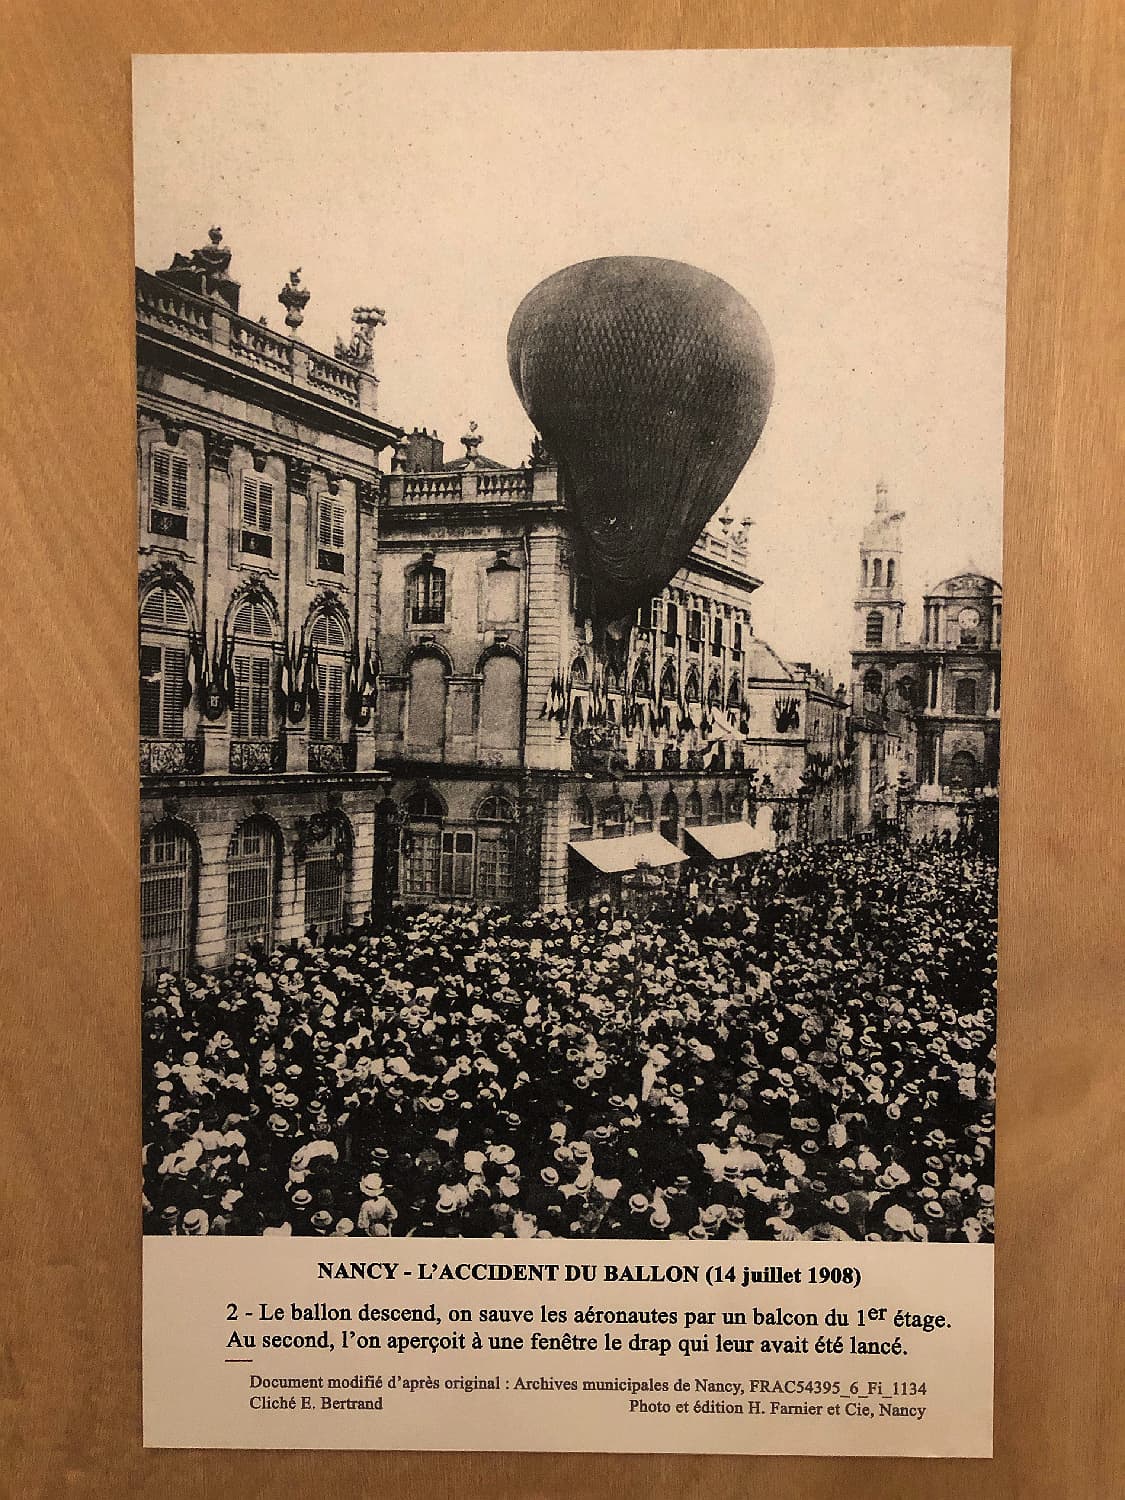 NANCY - L'ACCIDENT DU BALLON (14 juillet 1908)
2 - Le ballon descend, on sauve les aéronautes par un balcon du 1er étage.
Au second, l'on aperçoit à une fenêtre le drap qui leur avait été lancé.
Document modifié d'après original : Archives municipales de Nancy, FRAC54395_6_Fi_1134
Cliché E. Bertrand Photo et édition H. Farnier et Cie, Nancy